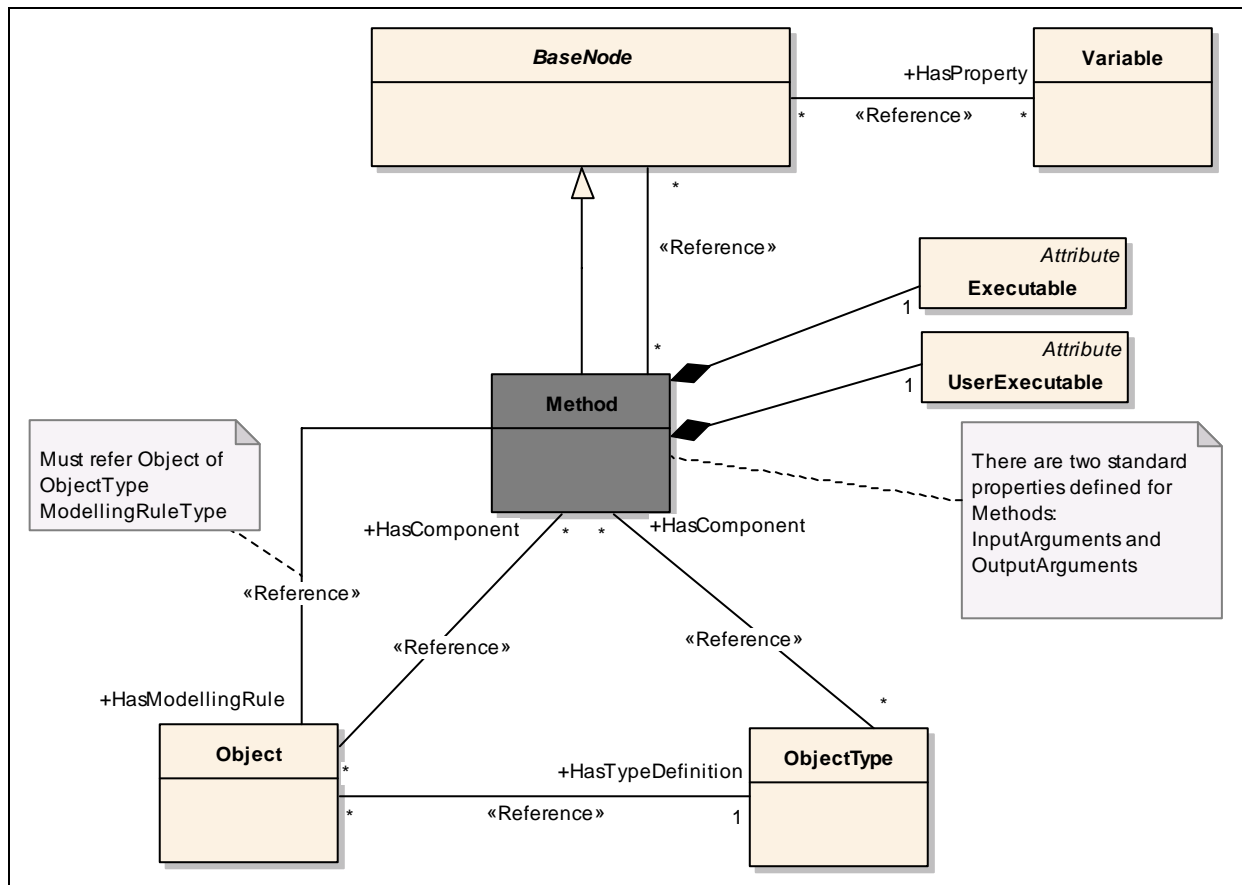 BaseNode
Variable
+HasProperty
*
«Reference»
*
*
«Reference»
*
Attribute
Executable
1
Attribute
UserExecutable
1
Method
Must refer Object of
ObjectType
ModellingRuleType
There are two standard
properties defined for
Methods:
InputArguments and
OutputArguments
+HasComponent
*
*
+HasComponent
«Reference»
«Reference»
«Reference»
*
+HasModellingRule
Object
ObjectType
*
+HasTypeDefinition
*
«Reference»
1